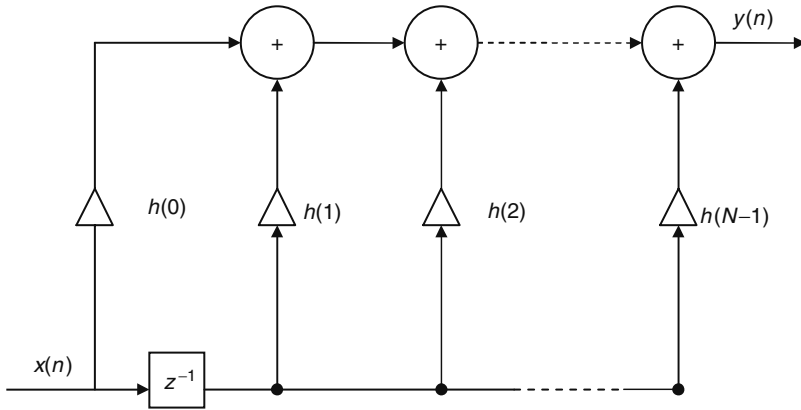 y(n)
+ + +
h(0) h(1) h(2) h(N–1)
x(n)
z⁻¹